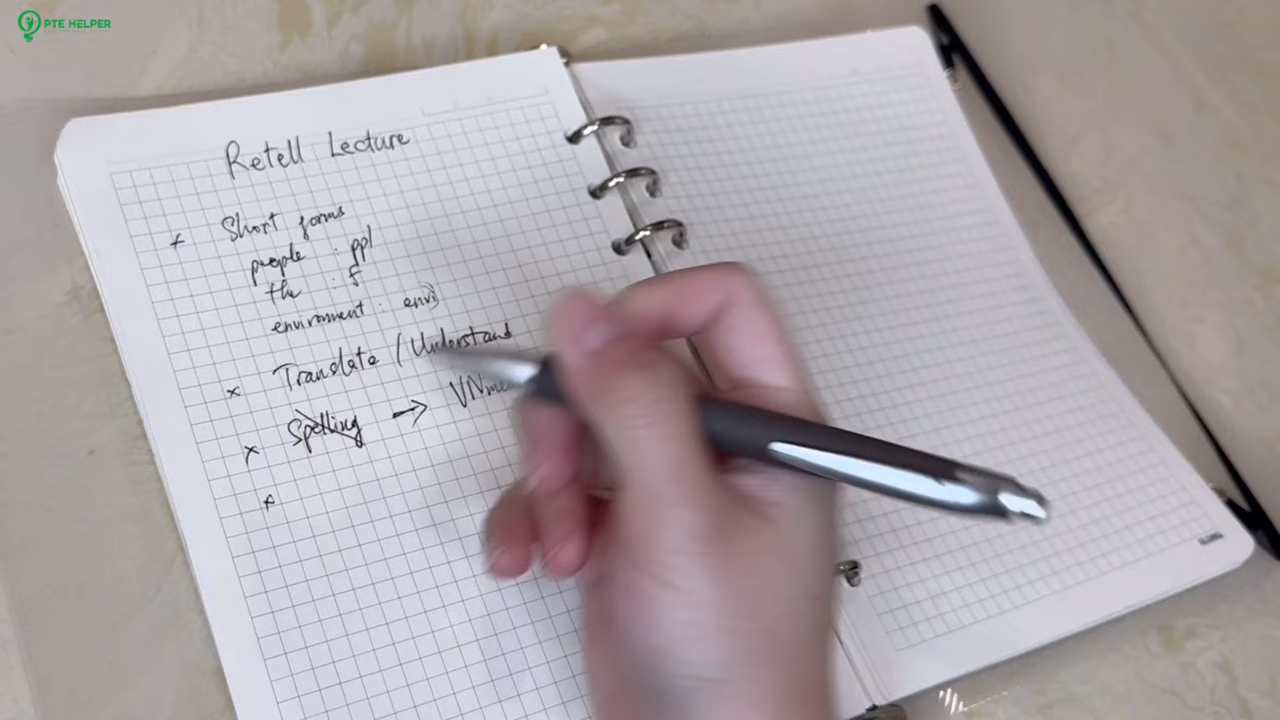 PTE HELPER
Retell Lecture
x Short forms
people : ppl
the : f
environment : envi
x Translate / Understand
x Spelling →
x